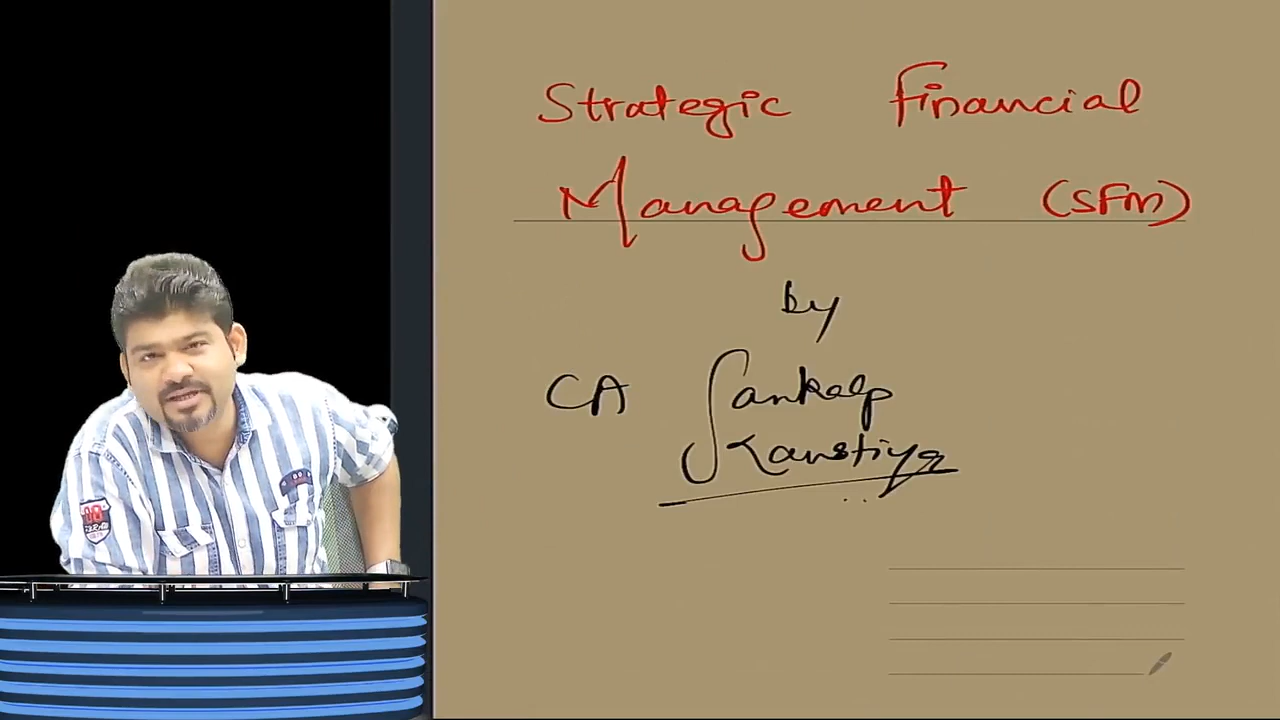 Strategic Financial
Management (SFM)
by
CA Sankalp
Kanstiya